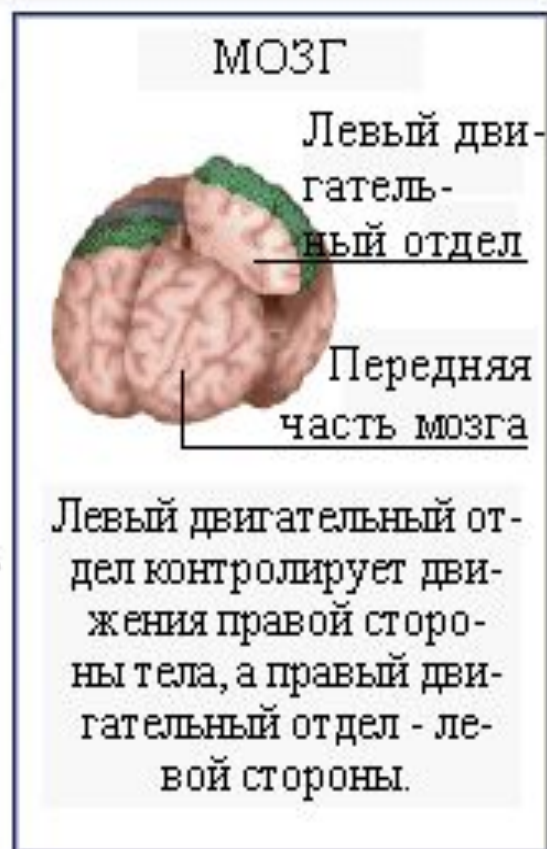 МОЗГ
Левый дви-
гатель-
ный отдел
Передняя
часть мозга
Левый двигательный от-
дел контролирует дви-
жения правой сторо-
ны тела, а правый дви-
гательный отдел - ле-
вой стороны.